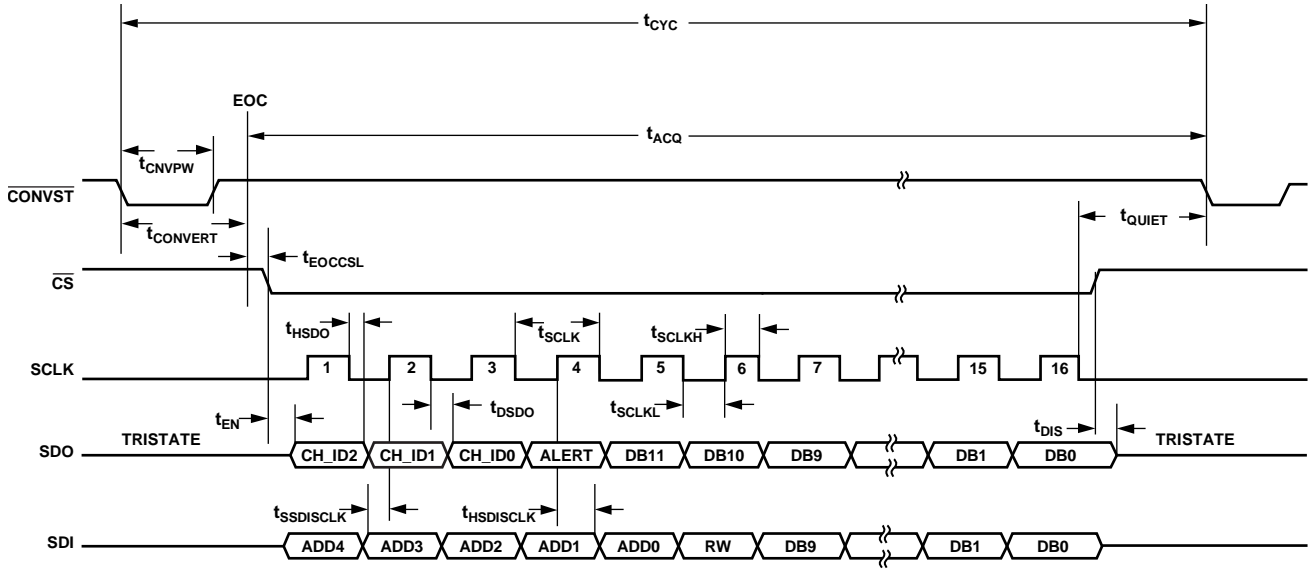 tCYC
EOC
tACQ
tCNVPW
CONVST
tCONVERT
tQUIET
tEOCCSL
CS
tHSDO
tSCLK
tSCLKH
SCLK
1 2 3 4 5 6 7 15 16
tEN
tDSDO
tSCLKL
tDIS
TRISTATE
TRISTATE
SDO
CH_ID2 CH_ID1 CH_ID0 ALERT DB11 DB10 DB9 DB1 DB0
tSSDISCLK
tHSDISCLK
SDI
ADD4 ADD3 ADD2 ADD1 ADD0 RW DB9 DB1 DB0